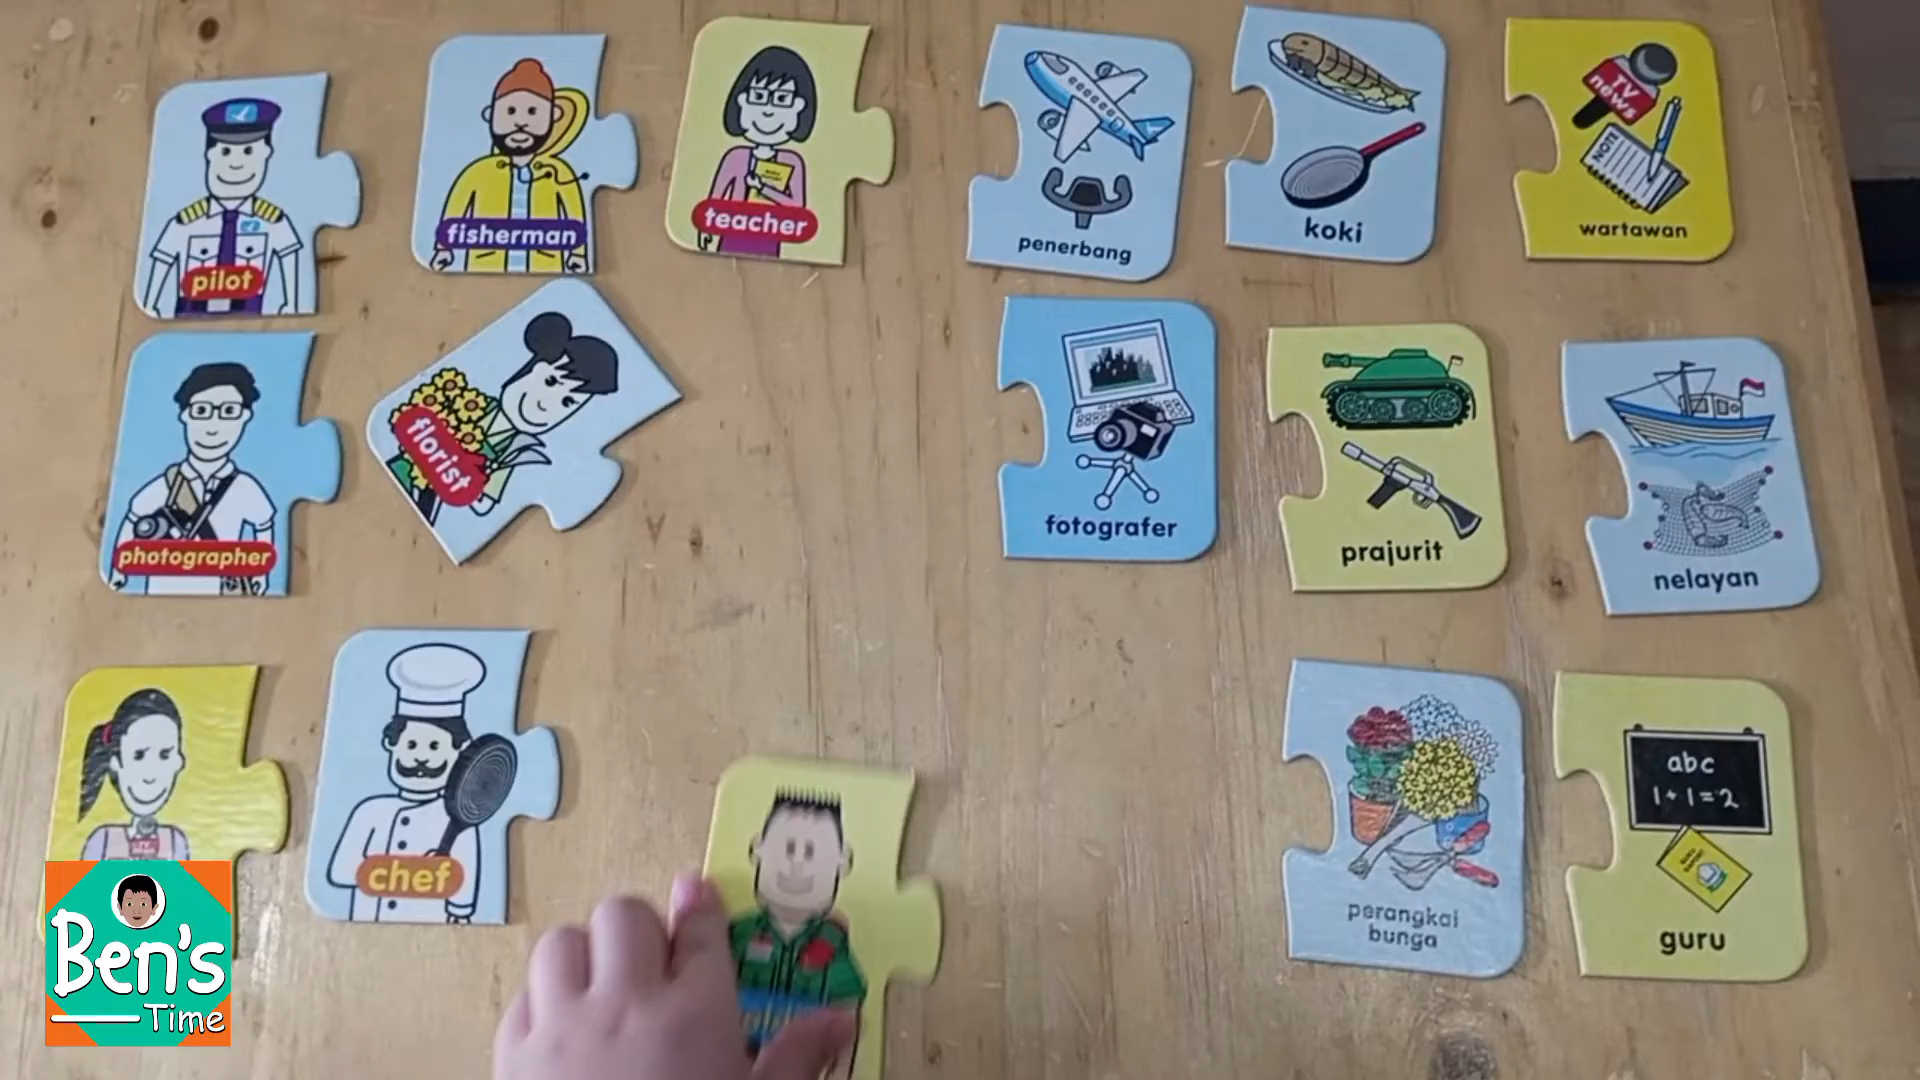 pilot
fisherman
teacher
penerbang
koki
TV
news
NOTE
wartawan
photographer
florist
fotografer
prajurit
nelayan
chef
perangkai
bunga
abc
1+1=2
guru
Ben's
Time